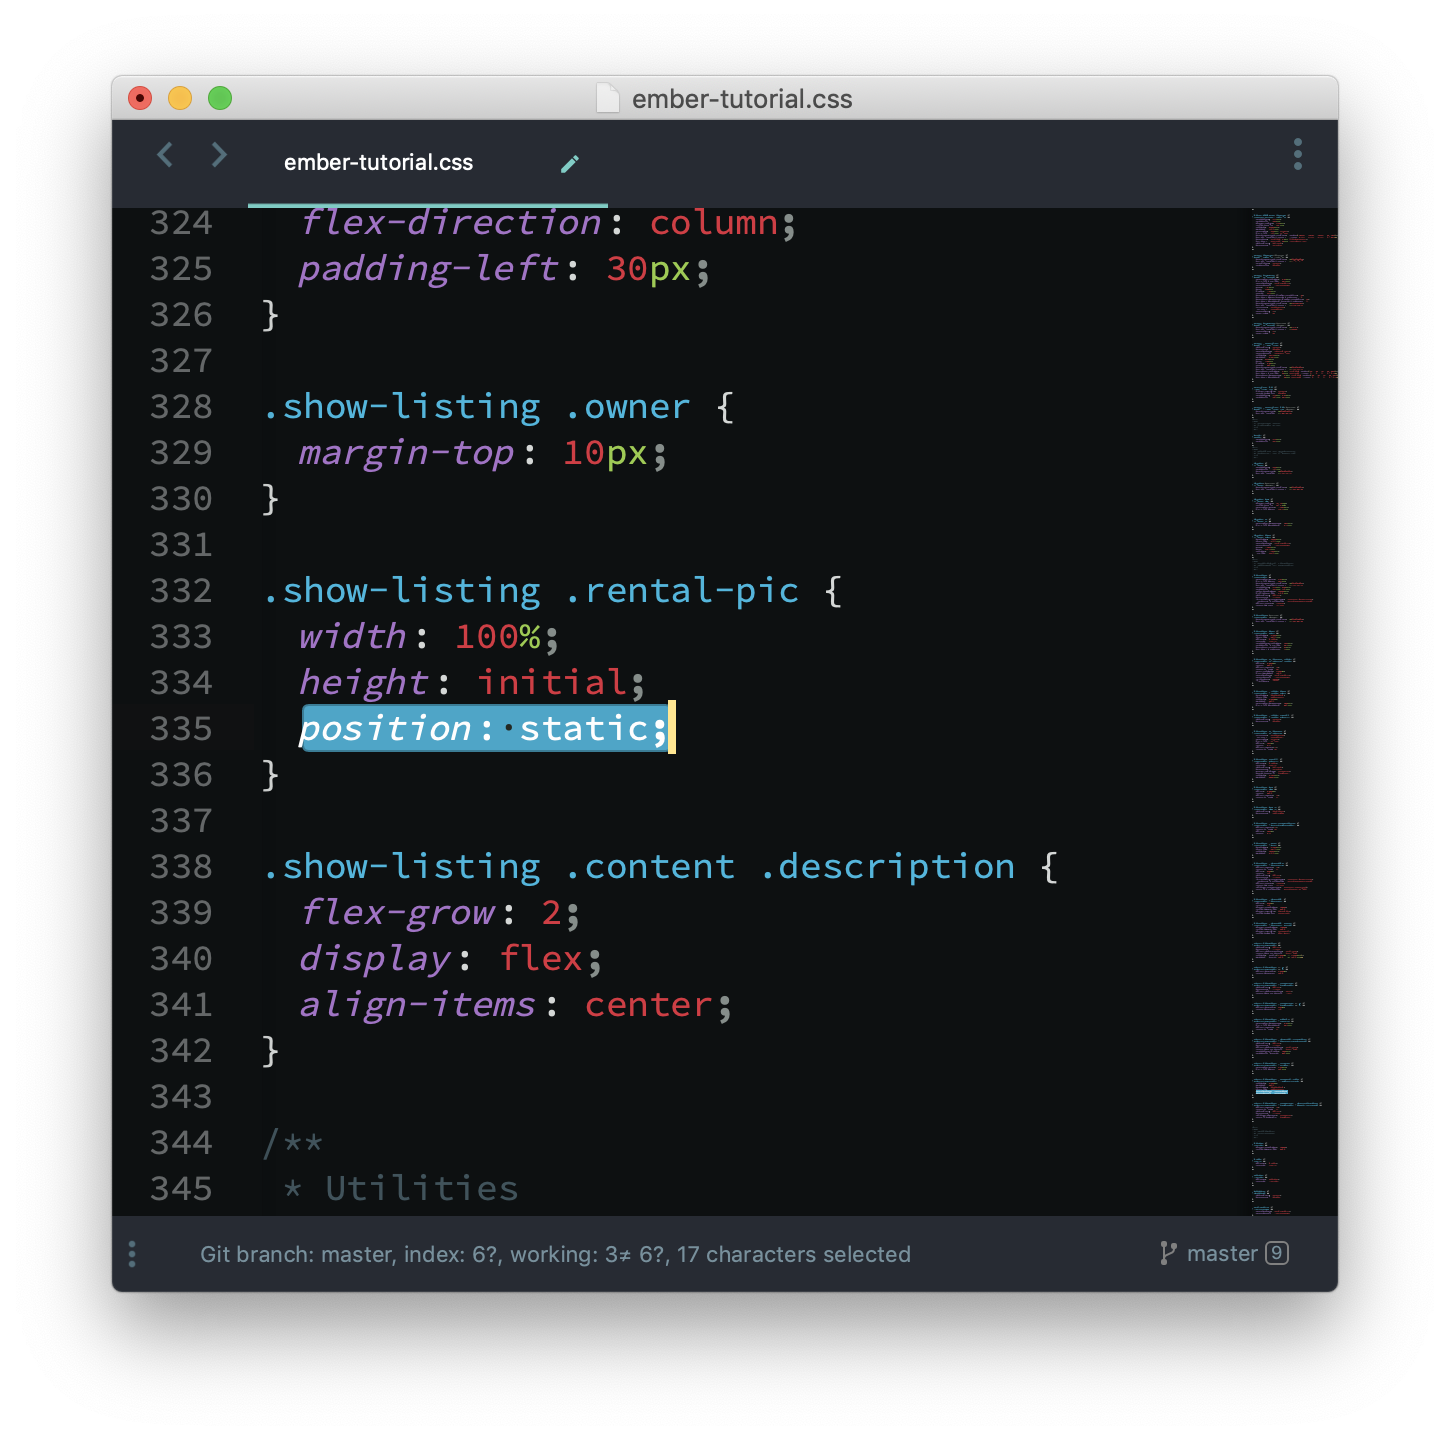 ember-tutorial.css
ember-tutorial.css
324 flex-direction: column;
325 padding-left: 30px;
326 }
327
328 .show-listing .owner {
329 margin-top: 10px;
330 }
331
332 .show-listing .rental-pic {
333 width: 100%;
334 height: initial;
335 position: static;
336 }
337
338 .show-listing .content .description {
339 flex-grow: 2;
340 display: flex;
341 align-items: center;
342 }
343
344 /**
345 * Utilities
Git branch: master, index: 6?, working: 3≠ 6?, 17 characters selected master 9